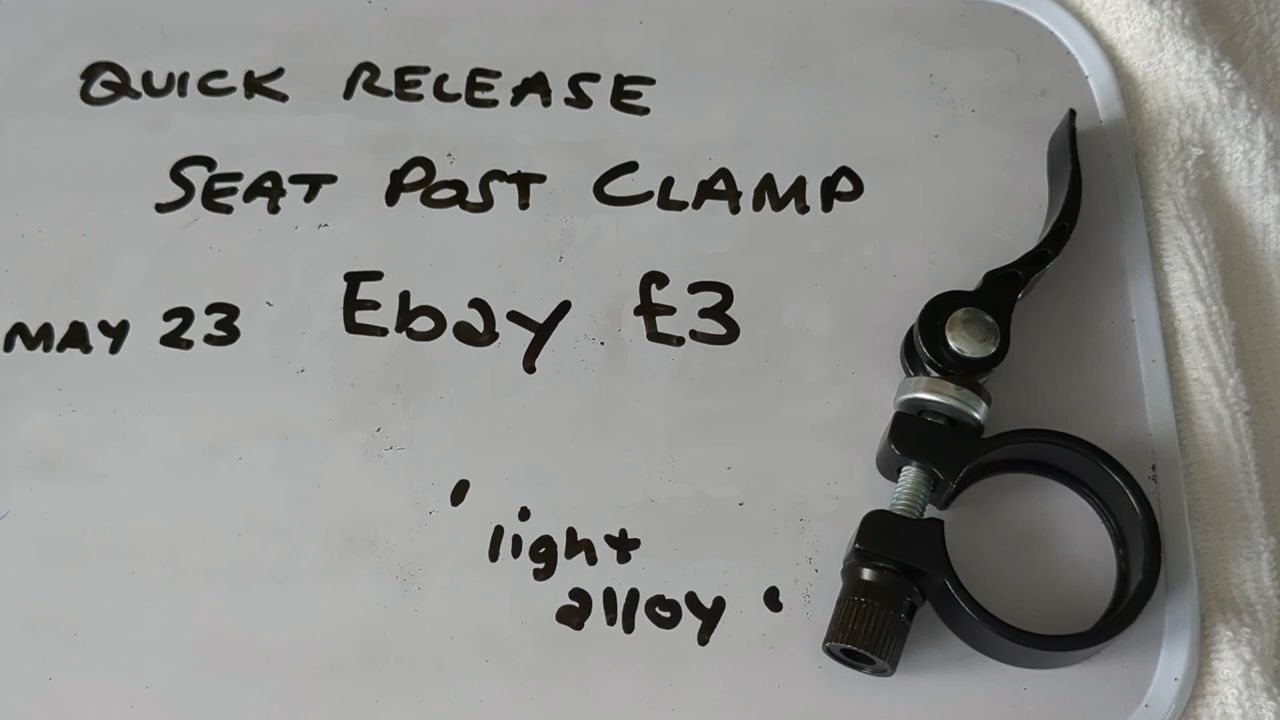 QUICK RELEASE
SEAT POST CLAMP
MAY 23 Ebay £3
' light
alloy '